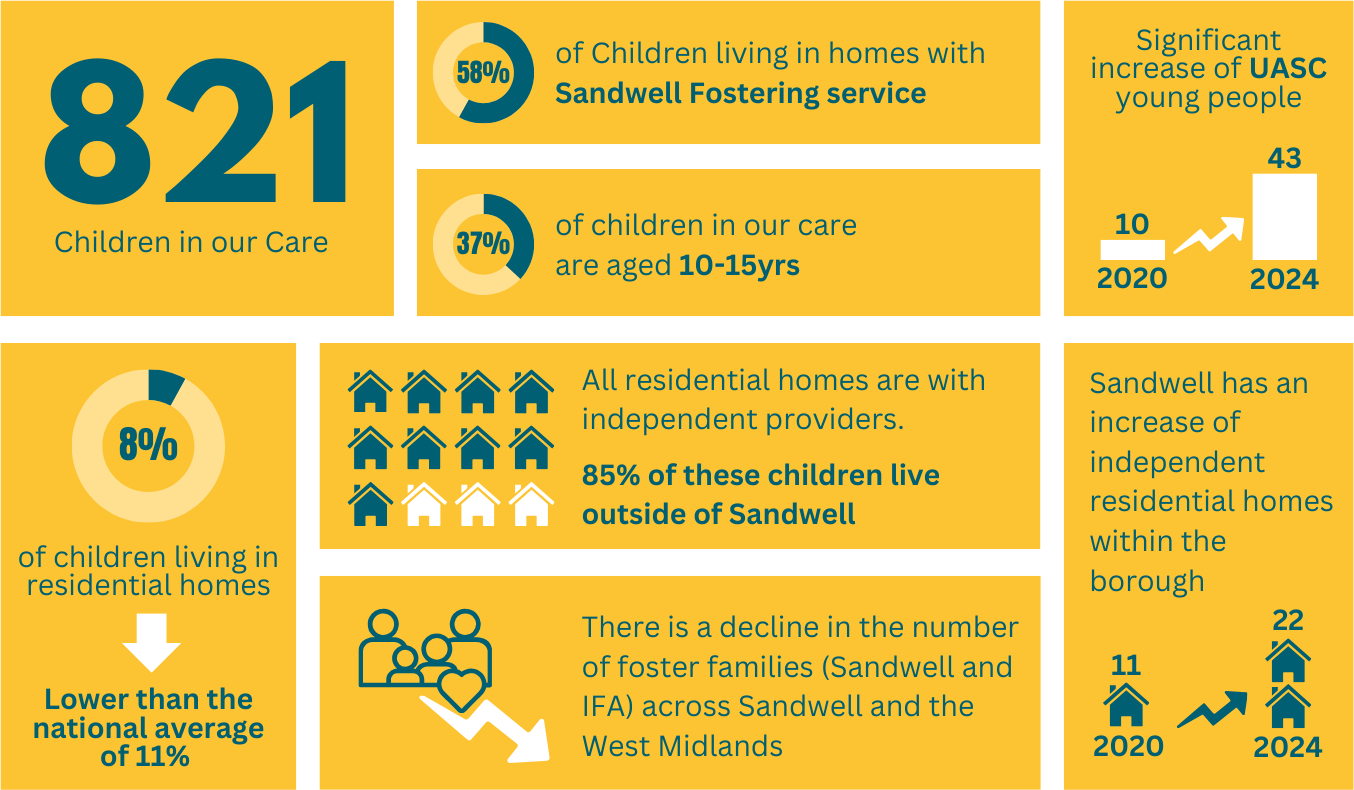 821
Children in our Care
58%
of Children living in homes with
Sandwell Fostering service
37%
of children in our care
are aged 10-15yrs
Significant
increase of UASC
young people
10
2020
43
2024
8%
of children living in
residential homes
Lower than the
national average
of 11%
All residential homes are with
independent providers.
85% of these children live
outside of Sandwell
There is a decline in the number
of foster families (Sandwell and
IFA) across Sandwell and the
West Midlands
Sandwell has an
increase of
independent
residential homes
within the
borough
11
2020
22
2024